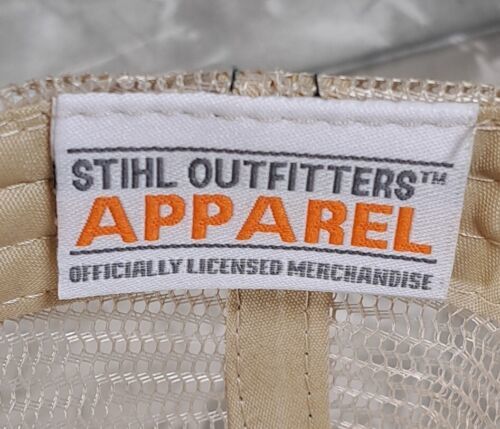 STIHL OUTFITTERS™
APPAREL
OFFICIALLY LICENSED MERCHANDISE